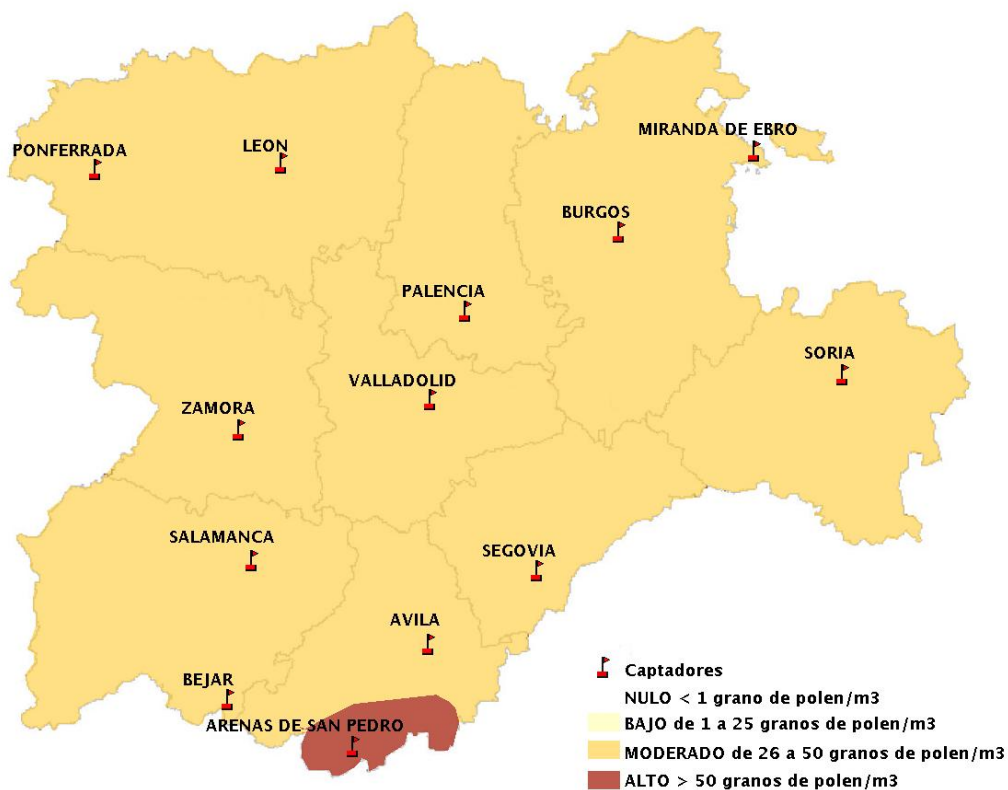 MIRANDA DE EBRO
PONFERRADA
LEON
BURGOS
PALENCIA
SORIA
VALLADOLID
ZAMORA
SALAMANCA
SEGOVIA
AVILA
BEJAR
ARENAS DE SAN PEDRO
Captadores
NULO < 1 grano de polen/m3
BAJO de 1 a 25 granos de polen/m3
MODERADO de 26 a 50 granos de polen/m3
ALTO > 50 granos de polen/m3